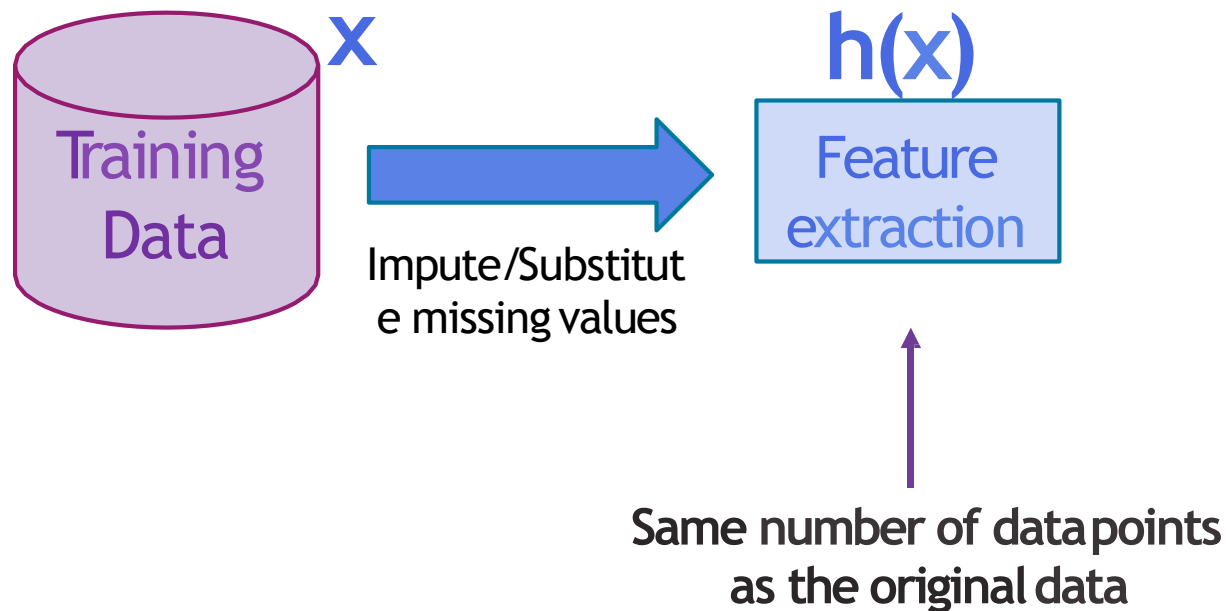 x
Training
Data
Impute/Substitut
e missing values
h(x)
Feature
extraction
Same number of data points
as the original data